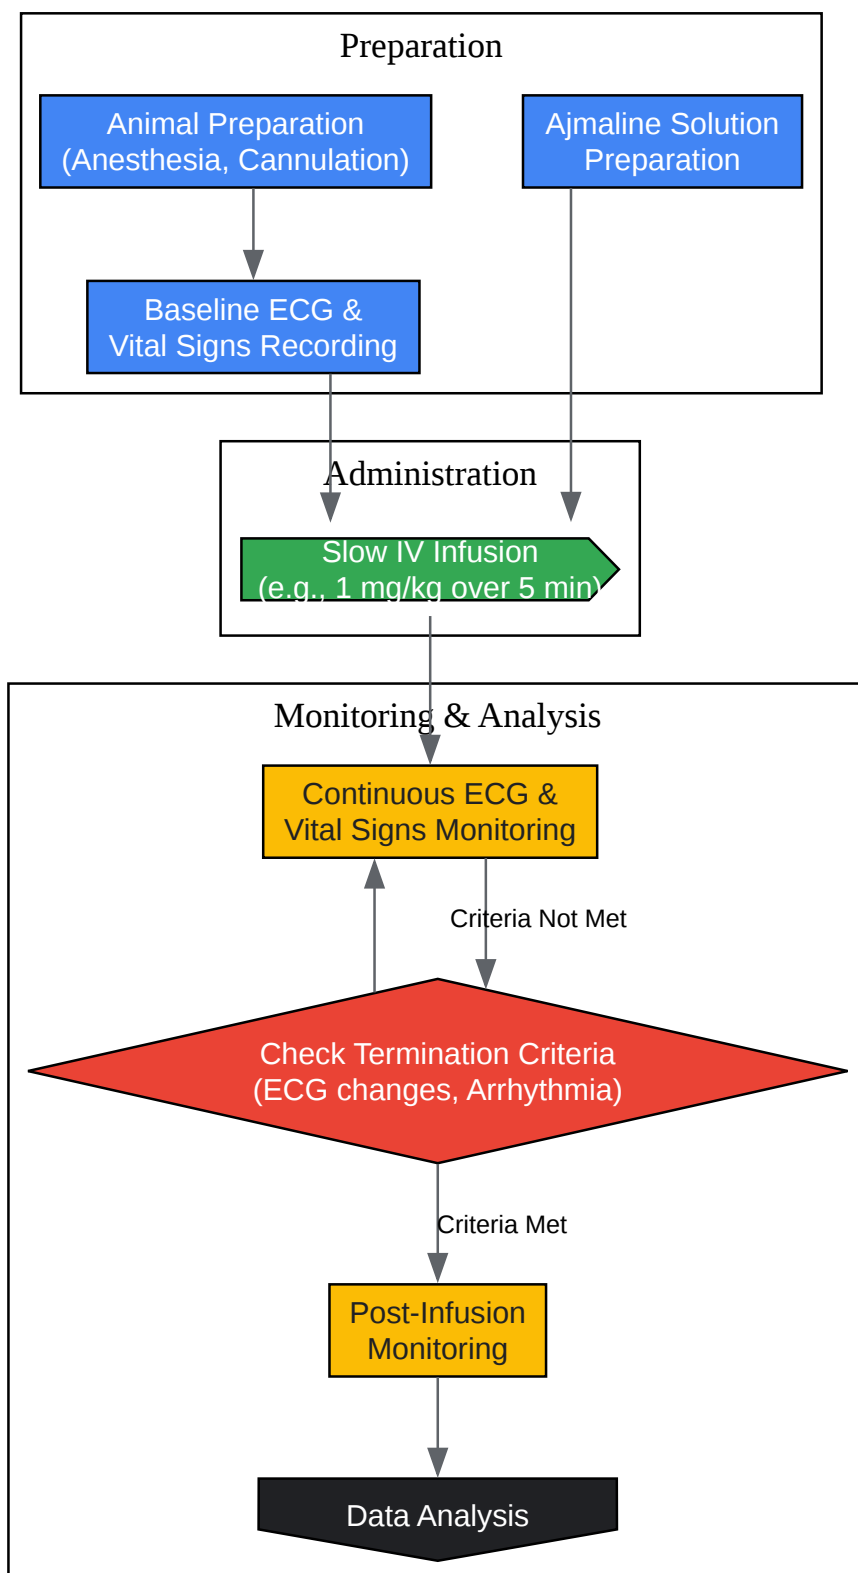 Preparation
Animal Preparation
(Anesthesia, Cannulation)
Ajmaline Solution
Preparation
Baseline ECG &
Vital Signs Recording
Administration
Slow IV Infusion
(e.g., 1 mg/kg over 5 min)
Monitoring & Analysis
Continuous ECG &
Vital Signs Monitoring
Criteria Not Met
Check Termination Criteria
(ECG changes, Arrhythmia)
Criteria Met
Post-Infusion
Monitoring
Data Analysis